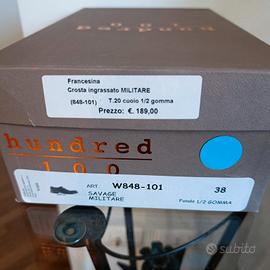 Francesina
Grosta ingrassato MILITARE
(848-101) T.20 cuoio 1/2 gomma
Prezzo: €. 189,00
hundred
100
ART. W848-101
SAVAGE
MILITARE
38
Fondo 1/2 GOMMA
subito